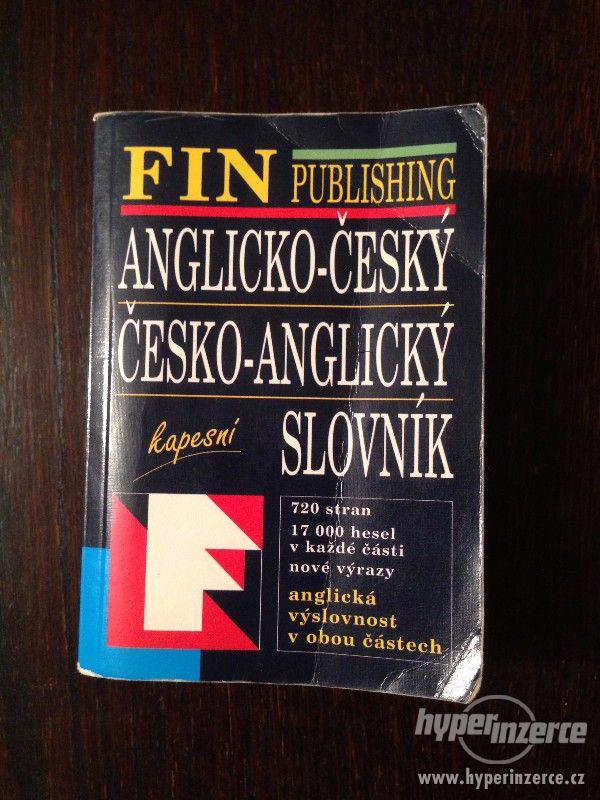 FIN PUBLISHING
ANGLICKO-ČESKÝ
ČESKO-ANGLICKÝ
kapesní SLOVNÍK
720 stran
17 000 hesel
v každé části
nové výrazy
anglická
výslovnost
v obou částech
hyperinzerce
www.hyperinzerce.cz